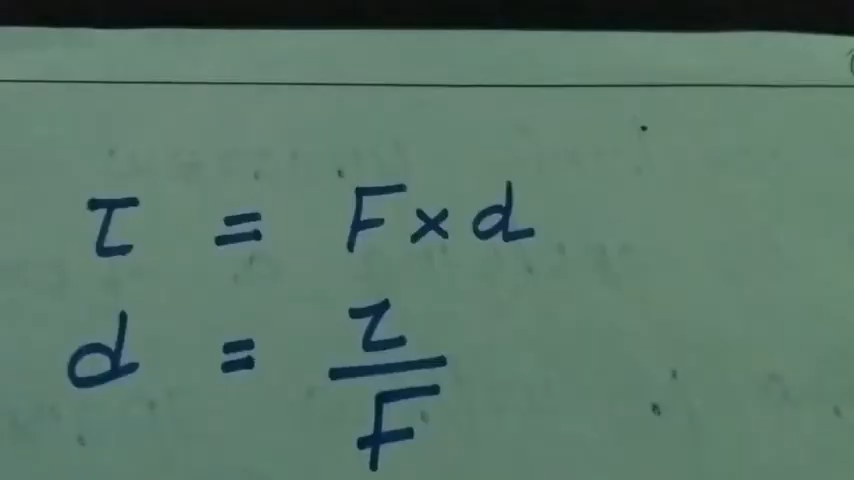 τ = F × d
d = τ / F